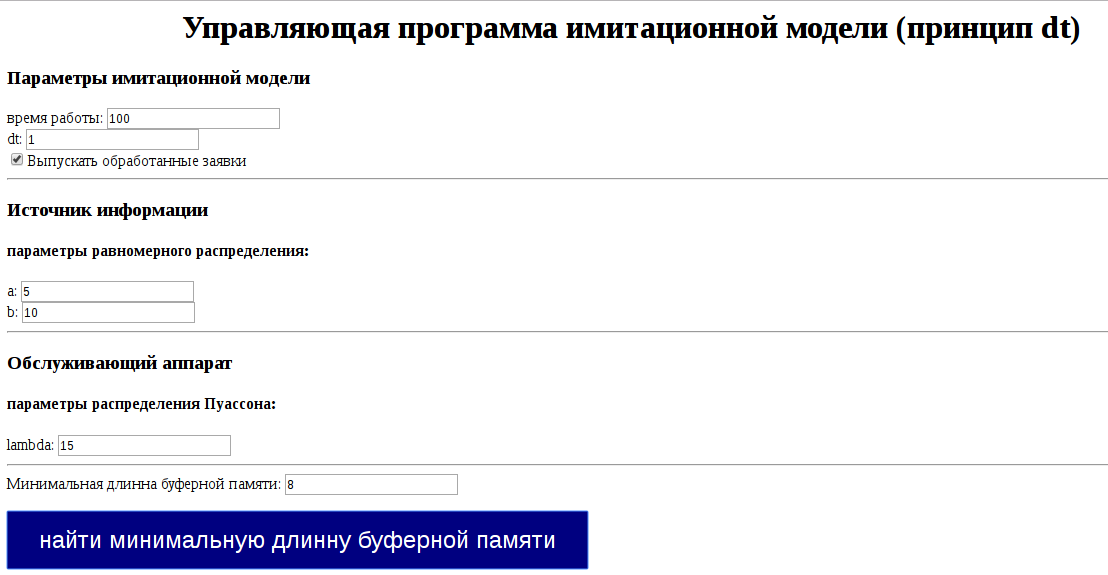 Управляющая программа имитационной модели (принцип dt)
Параметры имитационной модели
время работы: 100
dt: 1
Выпускать обработанные заявки
Источник информации
параметры равномерного распределения:
a: 5
b: 10
Обслуживающий аппарат
параметры распределения Пуассона:
lambda: 15
Минимальная длинна буферной памяти: 8
найти минимальную длинну буферной памяти